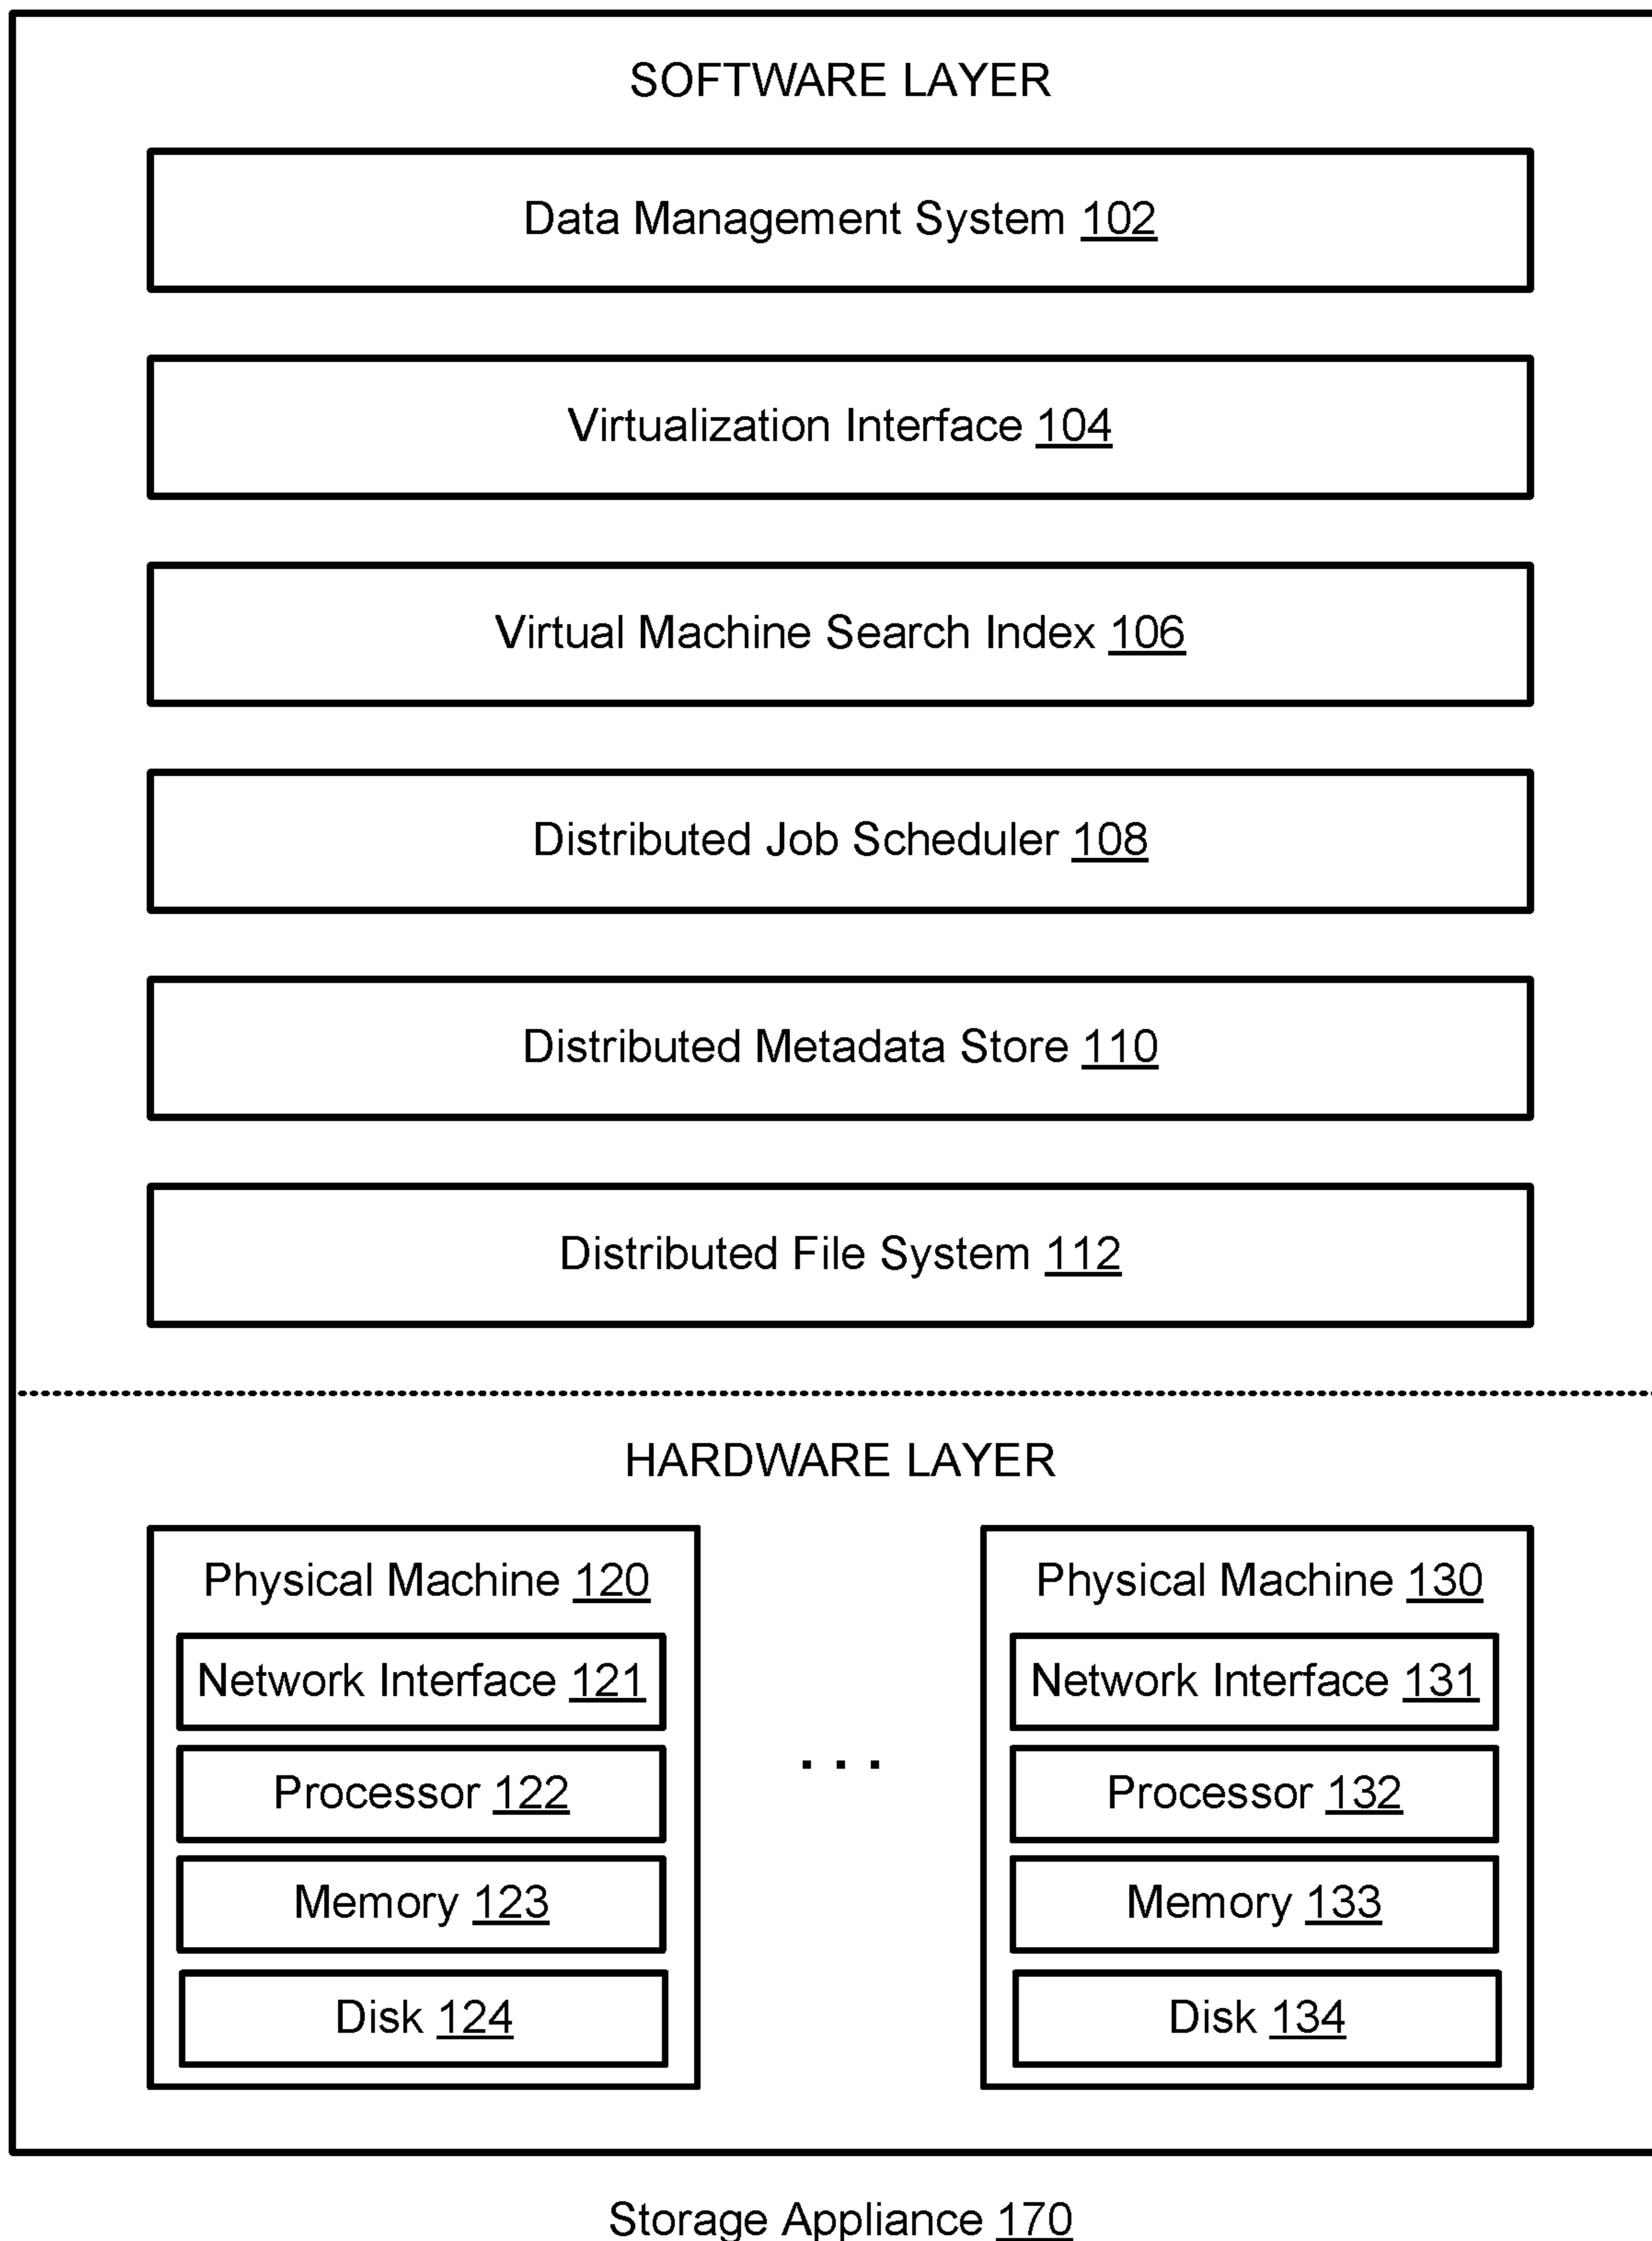 SOFTWARE LAYER
Data Management System 102
Virtualization Interface 104
Virtual Machine Search Index 106
Distributed Job Scheduler 108
Distributed Metadata Store 110
Distributed File System 112
HARDWARE LAYER
Physical Machine 120
Network Interface 121
Processor 122
Memory 123
Disk 124
. . .
Physical Machine 130
Network Interface 131
Processor 132
Memory 133
Disk 134
Storage Appliance 170